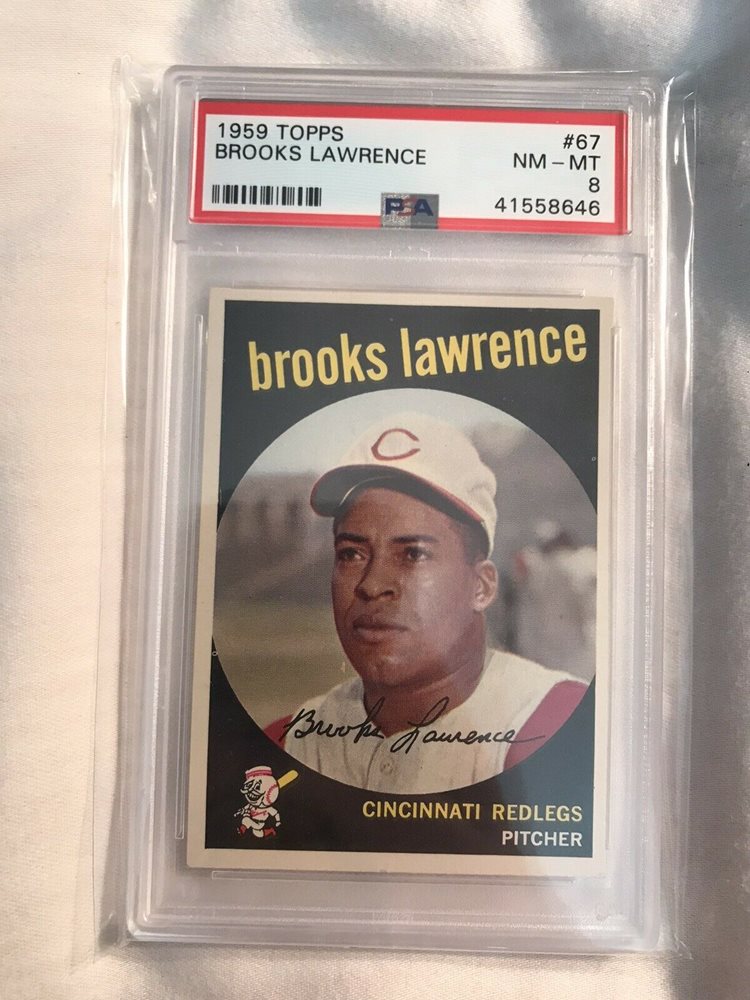 1959 TOPPS #67
BROOKS LAWRENCE NM - MT
8
PSA 41558646
brooks lawrence
C
Brooks Lawrence
CINCINNATI REDLEGS
PITCHER